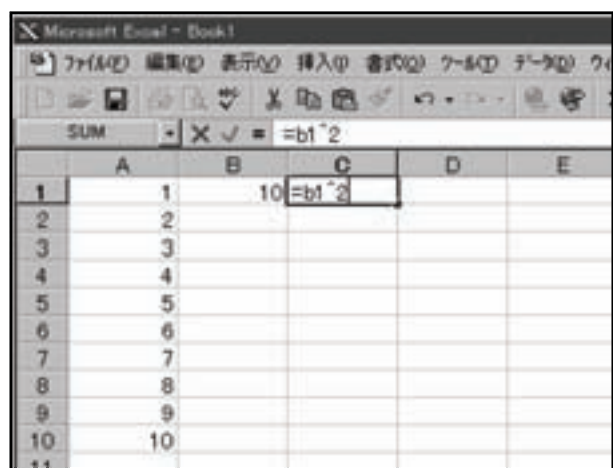 Microsoft Excel - Book1
ファイル(F) 編集(E) 表示(V) 挿入(I) 書式(O) ツール(T) データ(D) ウィ
SUM = =b1^2
A B C D E
1 1 10 =b1^2
2 2
3 3
4 4
5 5
6 6
7 7
8 8
9 9
10 10
11